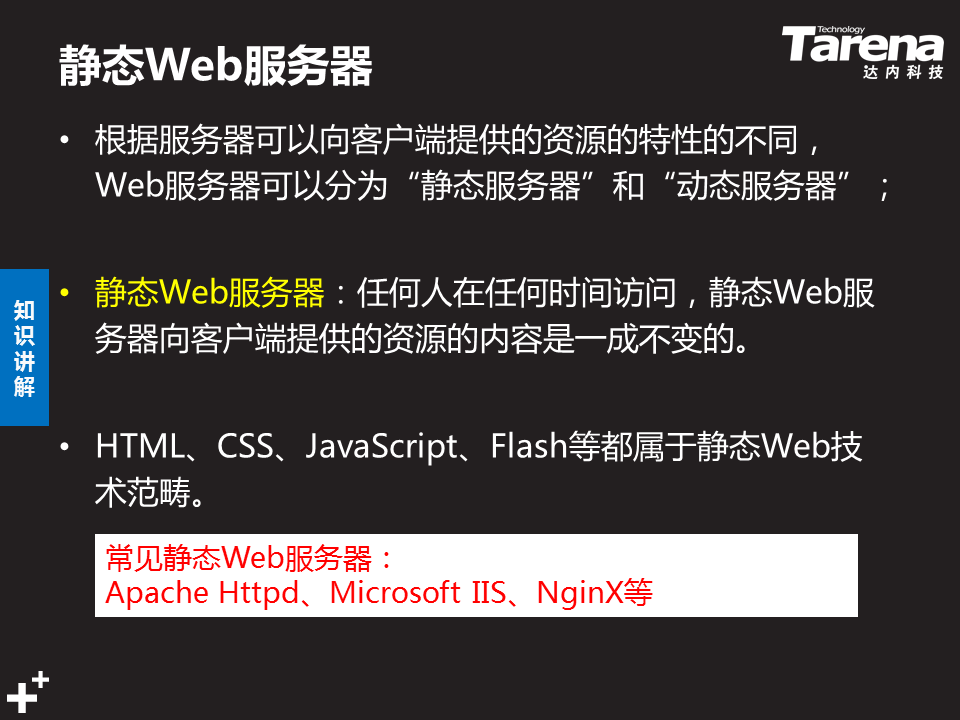 静态Web服务器
Technology
Tarena
达内科技
• 根据服务器可以向客户端提供的资源的特性的不同，
Web服务器可以分为“静态服务器”和“动态服务器”；
• 静态Web服务器：任何人在任何时间访问，静态Web服
务器向客户端提供的资源的内容是一成不变的。
知
识
讲
解
• HTML、CSS、JavaScript、Flash等都属于静态Web技
术范畴。
常见静态Web服务器：
Apache Httpd、Microsoft IIS、NginX等